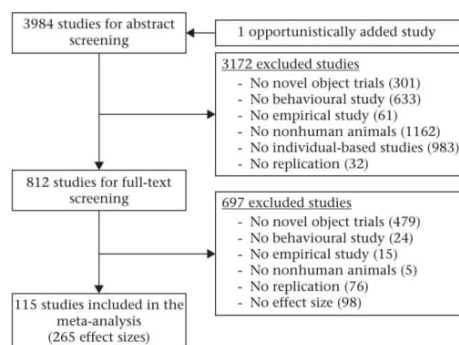 3984 studies for abstract
screening
1 opportunistically added study
3172 excluded studies
- No novel object trials (301)
- No behavioural study (633)
- No empirical study (61)
- No nonhuman animals (1162)
- No individual-based studies (983)
- No replication (32)
812 studies for full-text
screening
697 excluded studies
- No novel object trials (479)
- No behavioural study (24)
- No empirical study (15)
- No nonhuman animals (5)
- No replication (76)
- No effect size (98)
115 studies included in the
meta-analysis
(265 effect sizes)